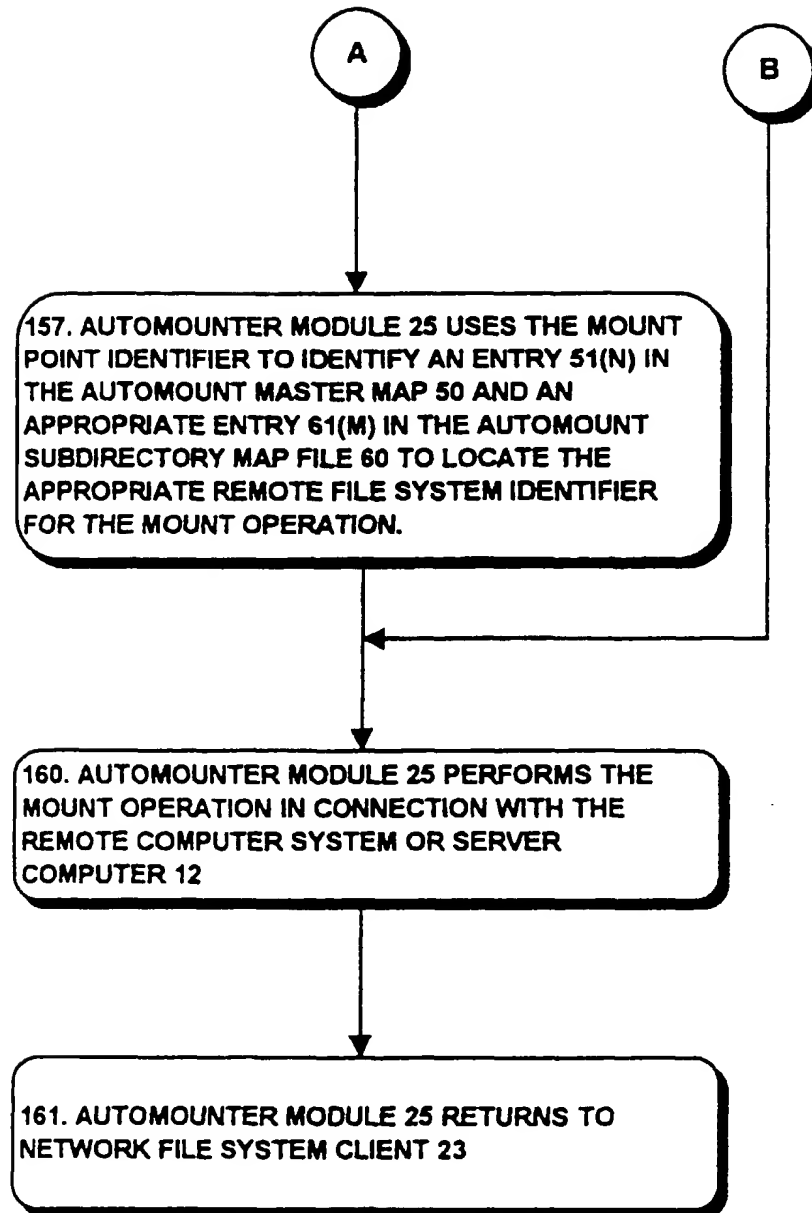 A
B
157. AUTOMOUNTER MODULE 25 USES THE MOUNT
POINT IDENTIFIER TO IDENTIFY AN ENTRY 51(N) IN
THE AUTOMOUNT MASTER MAP 50 AND AN
APPROPRIATE ENTRY 61(M) IN THE AUTOMOUNT
SUBDIRECTORY MAP FILE 60 TO LOCATE THE
APPROPRIATE REMOTE FILE SYSTEM IDENTIFIER
FOR THE MOUNT OPERATION.
160. AUTOMOUNTER MODULE 25 PERFORMS THE
MOUNT OPERATION IN CONNECTION WITH THE
REMOTE COMPUTER SYSTEM OR SERVER
COMPUTER 12
161. AUTOMOUNTER MODULE 25 RETURNS TO
NETWORK FILE SYSTEM CLIENT 23